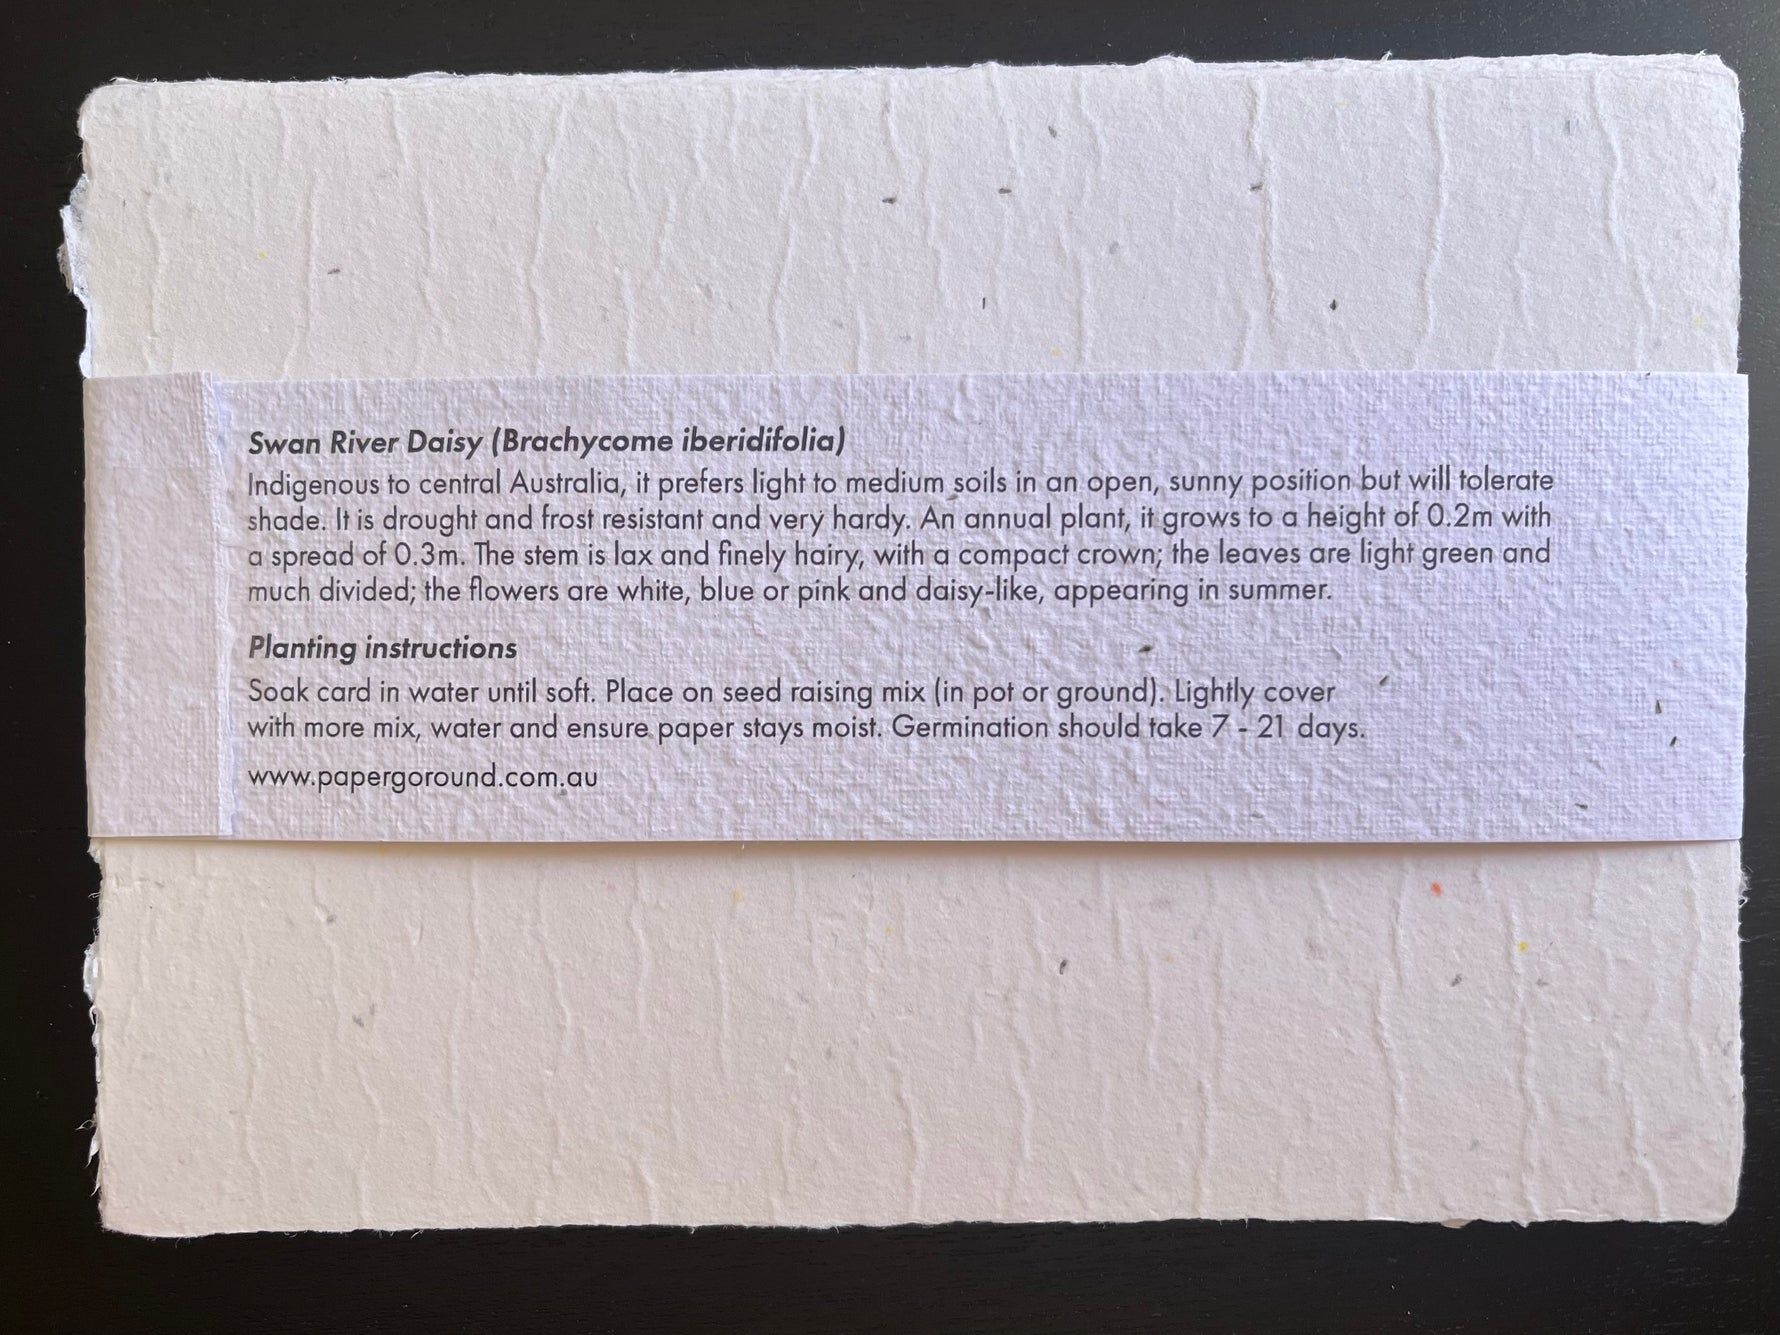 Swan River Daisy (Brachycome iberidifolia)
Indigenous to central Australia, it prefers light to medium soils in an open, sunny position but will tolerate
shade. It is drought and frost resistant and very hardy. An annual plant, it grows to a height of 0.2m with
a spread of 0.3m. The stem is lax and finely hairy, with a compact crown; the leaves are light green and
much divided; the flowers are white, blue or pink and daisy-like, appearing in summer.
Planting instructions
Soak card in water until soft. Place on seed raising mix (in pot or ground). Lightly cover
with more mix, water and ensure paper stays moist. Germination should take 7 - 21 days.
www.papergoround.com.au